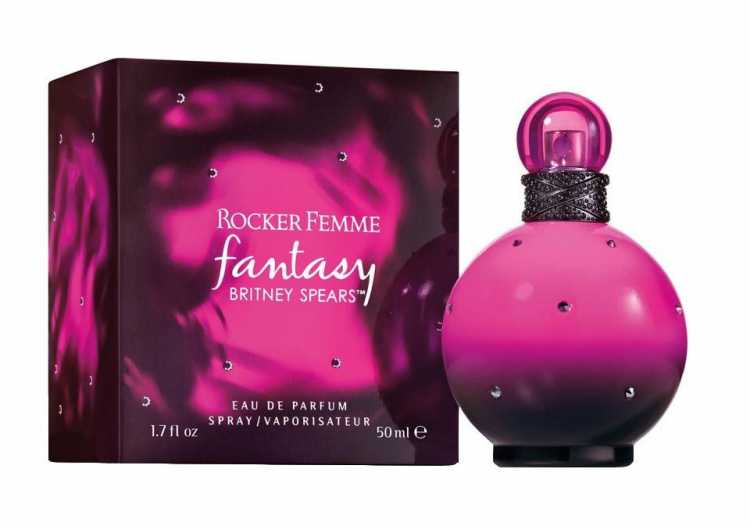 ROCKER FEMME
fantasy
BRITNEY SPEARS™
EAU DE PARFUM
SPRAY/VAPORISATEUR
1.7 fl oz 50 ml ℮